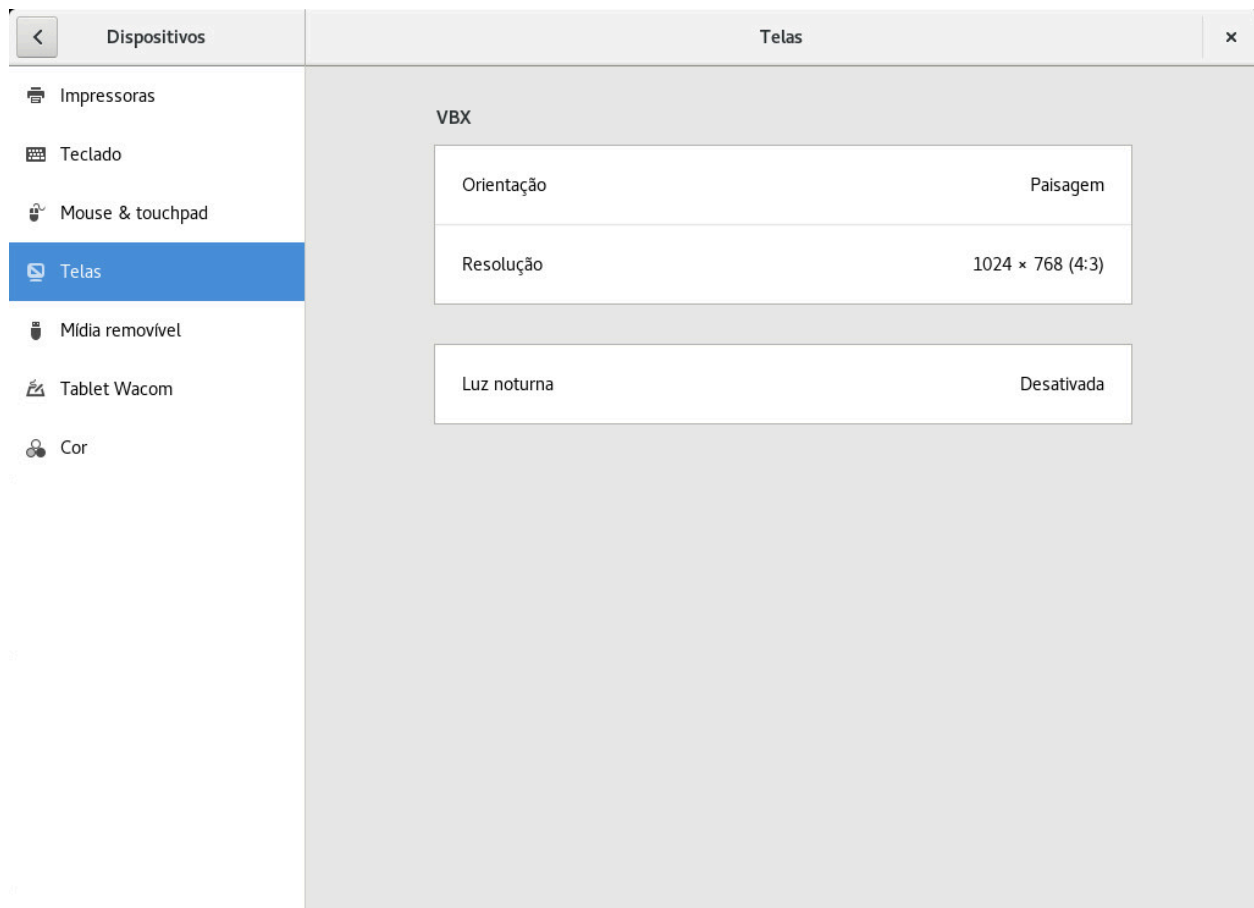 Dispositivos
Telas
Impressoras
Teclado
Mouse & touchpad
Telas
Mídia removível
Tablet Wacom
Cor
VBX
Orientação Paisagem
Resolução 1024 × 768 (4:3)
Luz noturna Desativada